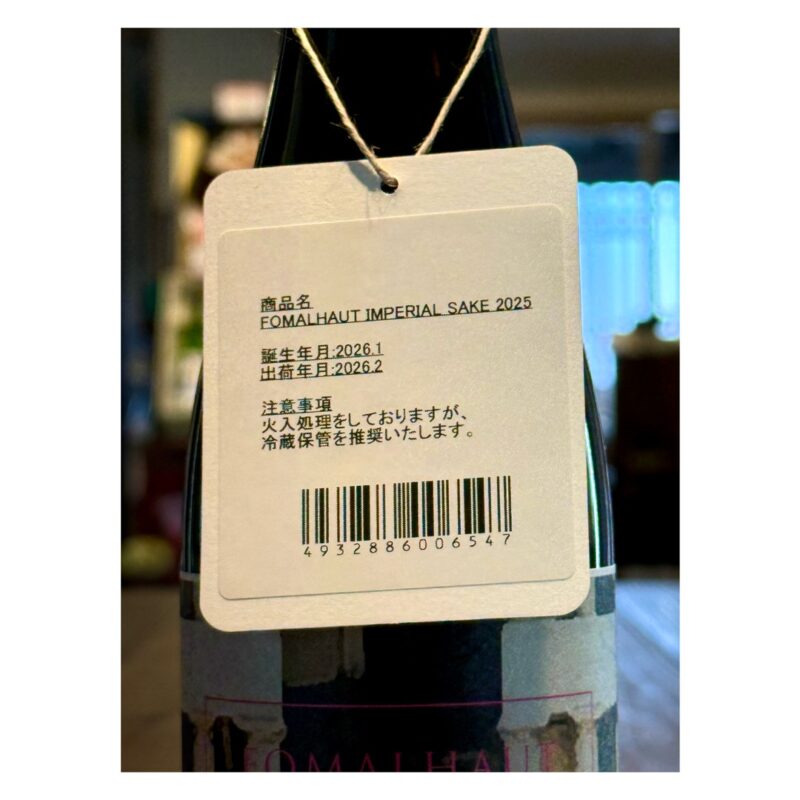 商品名
FOMALHAUT IMPERIAL SAKE 2025
誕生年月:2026.1
出荷年月:2026.2
注意事項
火入処理をしておりますが、
冷蔵保管を推奨いたします。
4932886006547
FOMALHAUT